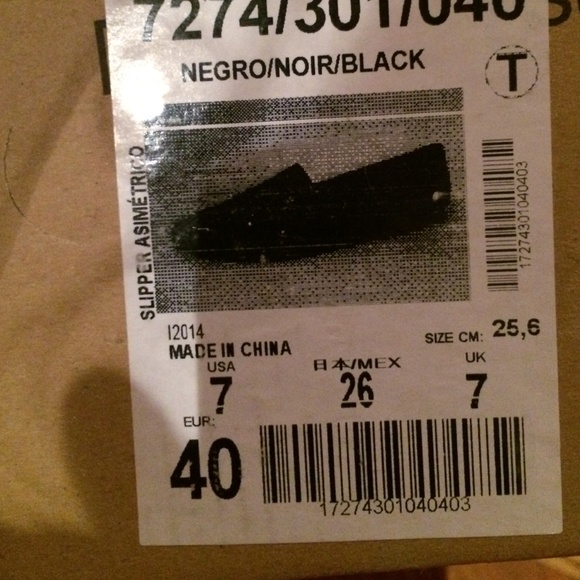 7274/301/040
NEGRO/NOIR/BLACK
T
SLIPPER ASIMÉTRICO
17274301040403
I2014
MADE IN CHINA
SIZE CM: 25,6
USA
7
日本/MEX
26
UK
7
EUR:
40
17274301040403